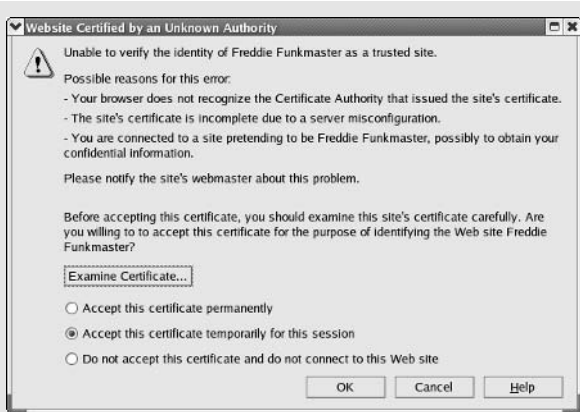 Website Certified by an Unknown Authority
Unable to verify the identity of Freddie Funkmaster as a trusted site.
Possible reasons for this error:
- Your browser does not recognize the Certificate Authority that issued the site's certificate.
- The site's certificate is incomplete due to a server misconfiguration.
- You are connected to a site pretending to be Freddie Funkmaster, possibly to obtain your
confidential information.
Please notify the site's webmaster about this problem.
Before accepting this certificate, you should examine this site's certificate carefully. Are
you willing to to accept this certificate for the purpose of identifying the Web site Freddie
Funkmaster?
Examine Certificate...
Accept this certificate permanently
Accept this certificate temporarily for this session
Do not accept this certificate and do not connect to this Web site
OK Cancel Help